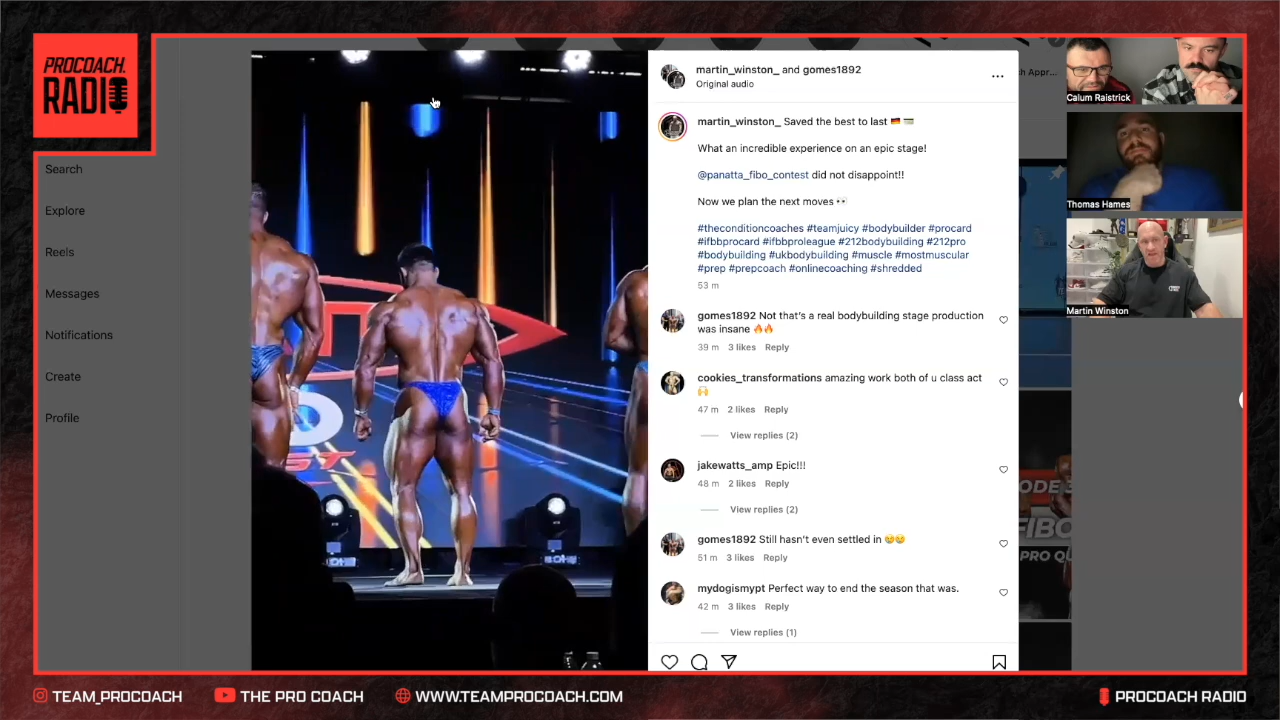 PROCOACH.
RADIO
Search
Explore
Reels
Messages
Notifications
Create
Profile
martin_winston_ and gomes1892
Original audio
martin_winston_ Saved the best to last 🇩🇪
What an incredible experience on an epic stage!
@panatta_fibo_contest did not disappoint!!
Now we plan the next moves 👀
#theconditioncoaches #teamjuicy #bodybuilder #procard
#ifbbprocard #ifbbproleague #212bodybuilding #212pro
#bodybuilding #ukbodybuilding #muscle #mostmuscular
#prep #prepcoach #onlinecoaching #shredded
53 m
gomes1892 Not that's a real bodybuilding stage production
was insane 🔥🔥
39 m 3 likes Reply
cookies_transformations amazing work both of u class act
🙌
47 m 2 likes Reply
View replies (2)
jakewatts_amp Epic!!!
48 m 2 likes Reply
View replies (2)
gomes1892 Still hasn't even settled in
51 m 3 likes Reply
mydogismypt Perfect way to end the season that was.
42 m 3 likes Reply
View replies (1)
Calum Raistrick
Thomas Hames
Martin Winston
TEAM_PROCOACH
THE PRO COACH
WWW.TEAMPROCOACH.COM
PROCOACH RADIO